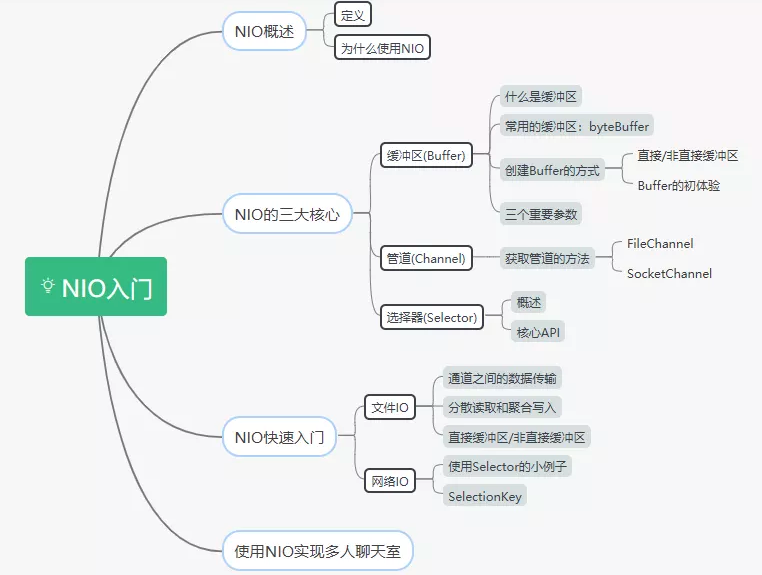 NIO入门
NIO概述
定义
为什么使用NIO
NIO的三大核心
缓冲区(Buffer)
什么是缓冲区
常用的缓冲区：byteBuffer
创建Buffer的方式
直接/非直接缓冲区
Buffer的初体验
三个重要参数
管道(Channel)
获取管道的方法
FileChannel
SocketChannel
选择器(Selector)
概述
核心API
NIO快速入门
文件IO
通道之间的数据传输
分散读取和聚合写入
直接缓冲区/非直接缓冲区
网络IO
使用Selector的小例子
SelectionKey
使用NIO实现多人聊天室